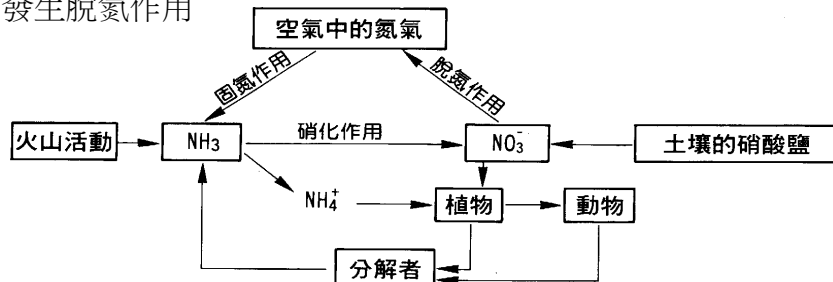 發生脫氮作用
空氣中的氮氣
固氮作用
脫氮作用
火山活動
NH₃
硝化作用
NO₃⁻
土壤的硝酸鹽
NH₄⁺
植物
動物
分解者